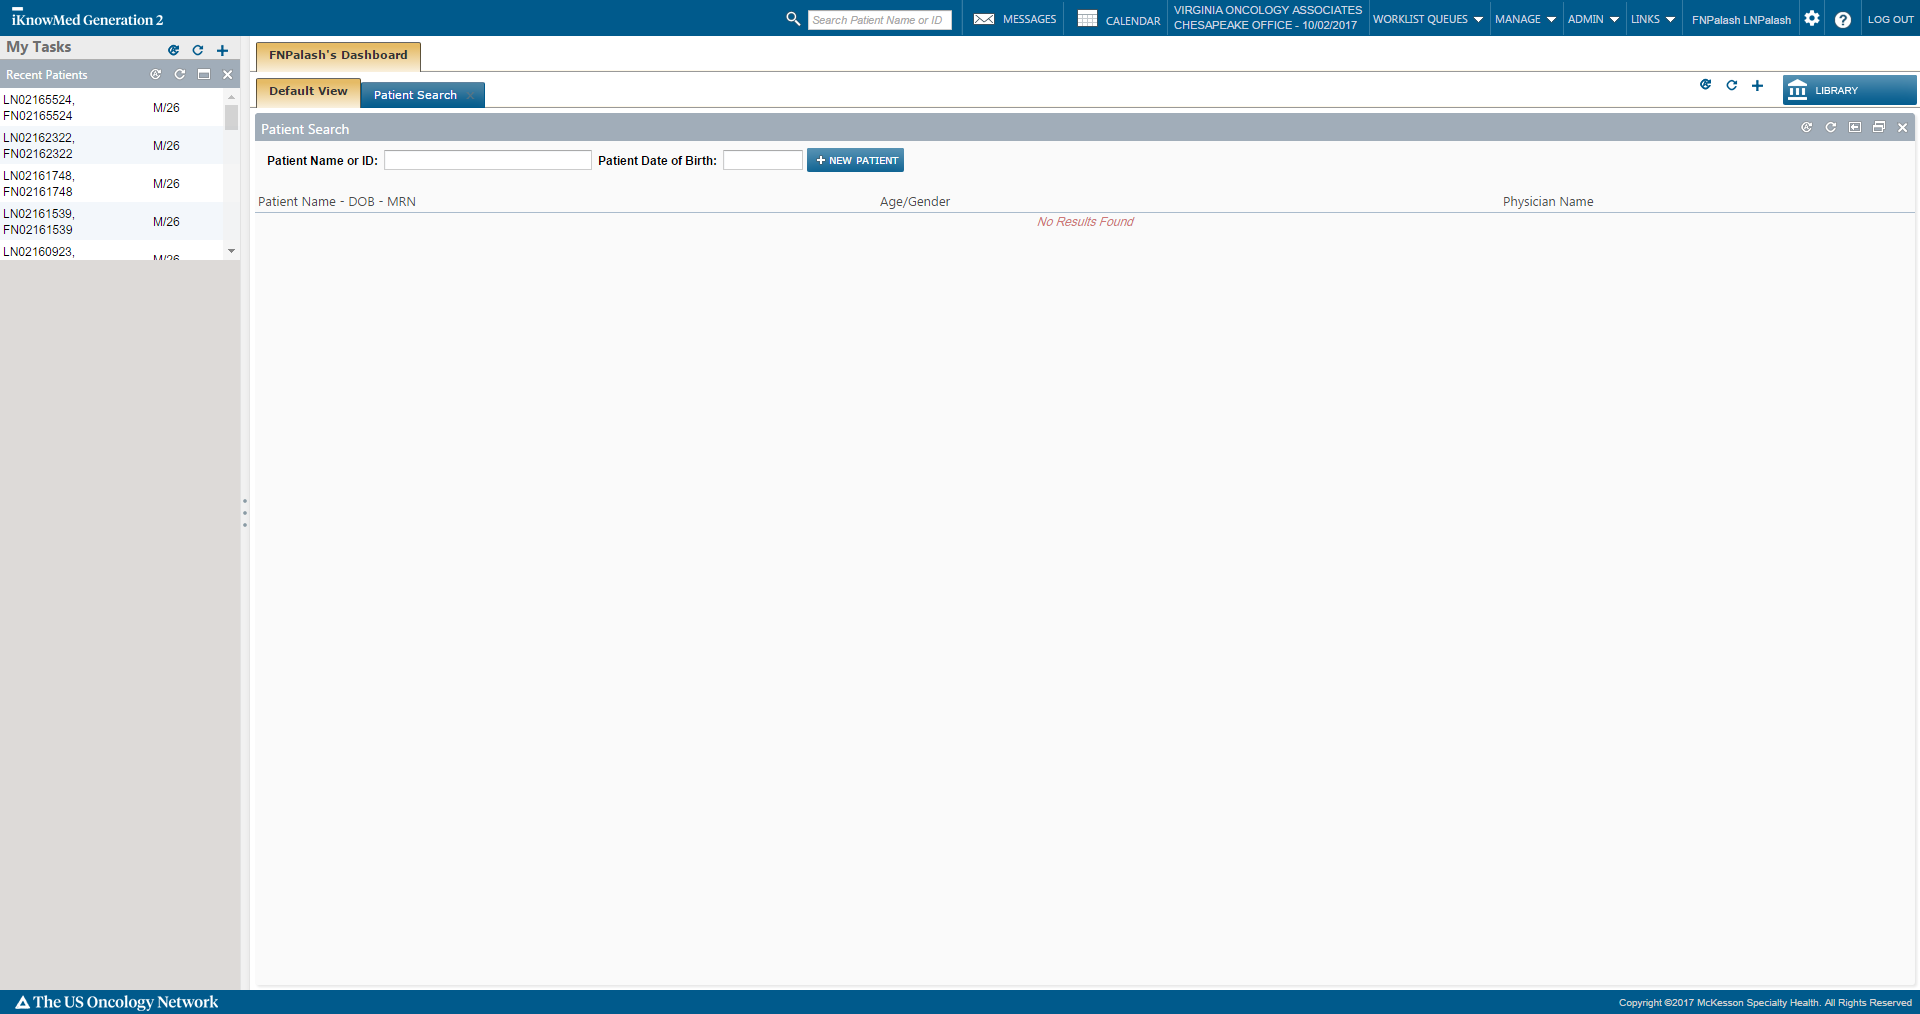 iKnowMed Generation 2
Search Patient Name or ID
MESSAGES
CALENDAR
VIRGINIA ONCOLOGY ASSOCIATES
CHESAPEAKE OFFICE - 10/02/2017
WORKLIST QUEUES
MANAGE
ADMIN
LINKS
FNPalash LNPalash
LOG OUT
My Tasks
Recent Patients
LN02165524,
FN02165524
M/26
LN02162322,
FN02162322
M/26
LN02161748,
FN02161748
M/26
LN02161539,
FN02161539
M/26
LN02160923,
M/26
FNPalash's Dashboard
Default View
Patient Search
LIBRARY
Patient Search
Patient Name or ID:
Patient Date of Birth:
+ NEW PATIENT
Patient Name - DOB - MRN
Age/Gender
Physician Name
No Results Found
The US Oncology Network
Copyright ©2017 McKesson Specialty Health. All Rights Reserved